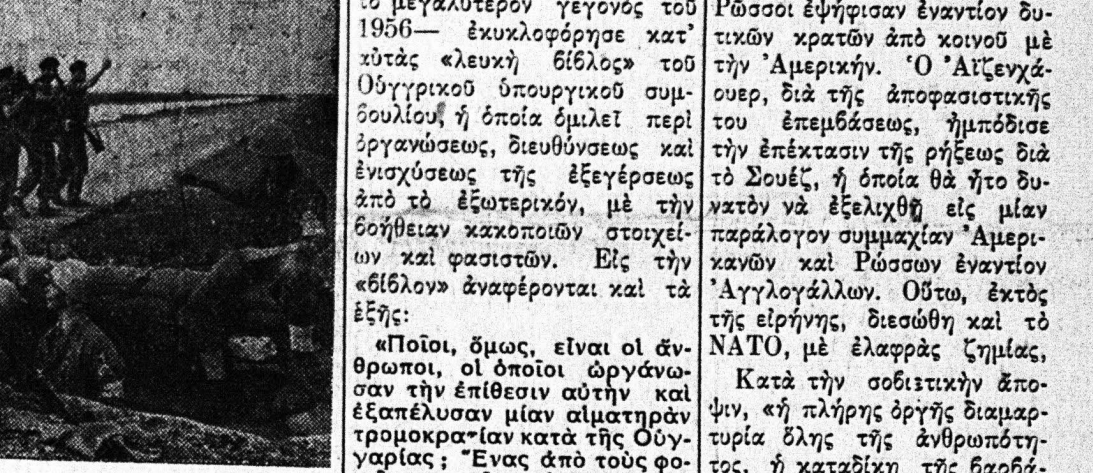 τὸ μεγαλύτερον γεγονὸς τοῦ
1956— ἐκυκλοφόρησε κατ’
αὐτὰς «λευκὴ βίβλος» τοῦ
Οὑγγρικοῦ ὑπουργικοῦ συμ-
βουλίου, ἡ ὁποία ὁμιλεῖ περὶ
ὀργανώσεως, διευθύνσεως καὶ
ἐνισχύσεως τῆς ἐξεγέρσεως
ἀπὸ τὸ ἐξωτερικόν, μὲ τὴν
βοήθειαν κακοποιῶν στοιχεί-
ων καὶ φασιστῶν. Εἰς τὴν
«βίβλον» ἀναφέρονται καὶ τὰ
ἑξῆς:
«Ποῖοι, ὅμως, εἶναι οἱ ἄν-
θρωποι, οἱ ὁποῖοι ὠργάνω-
σαν τὴν ἐπίθεσιν αὐτὴν καὶ
ἐξαπέλυσαν μίαν αἱματηρὰν
τρομοκρατίαν κατὰ τῆς Οὑγ-
γαρίας; Ἕνας ἀπὸ τοὺς φο-
Ρῶσσοι ἐψήφισαν ἐναντίον δυ-
τικῶν κρατῶν ἀπὸ κοινοῦ μὲ
τὴν Ἀμερικήν. Ὁ Ἀϊζενχά-
ουερ, διὰ τῆς ἀποφασιστικῆς
του ἐπεμβάσεως, ἠμπόδισε
τὴν ἐπέκτασιν τῆς ρήξεως διὰ
τὸ Σουέζ, ἡ ὁποία θὰ ἦτο δυ-
νατὸν νὰ ἐξελιχθῇ εἰς μίαν
παράλογον συμμαχίαν Ἀμερι-
κανῶν καὶ Ρώσσων ἐναντίον
Ἀγγλογάλλων. Οὕτω, ἐκτὸς
τῆς εἰρήνης, διεσώθη καὶ τὸ
ΝΑΤΟ, μὲ ἐλαφρὰς ζημίας,
Κατὰ τὴν σοβιετικὴν ἄπο-
ψιν, «ἡ πλήρης ὀργῆς διαμαρ-
τυρία ὅλης τῆς ἀνθρωπότη-
τος, ἡ καταδίκη τῆς βαρβά-